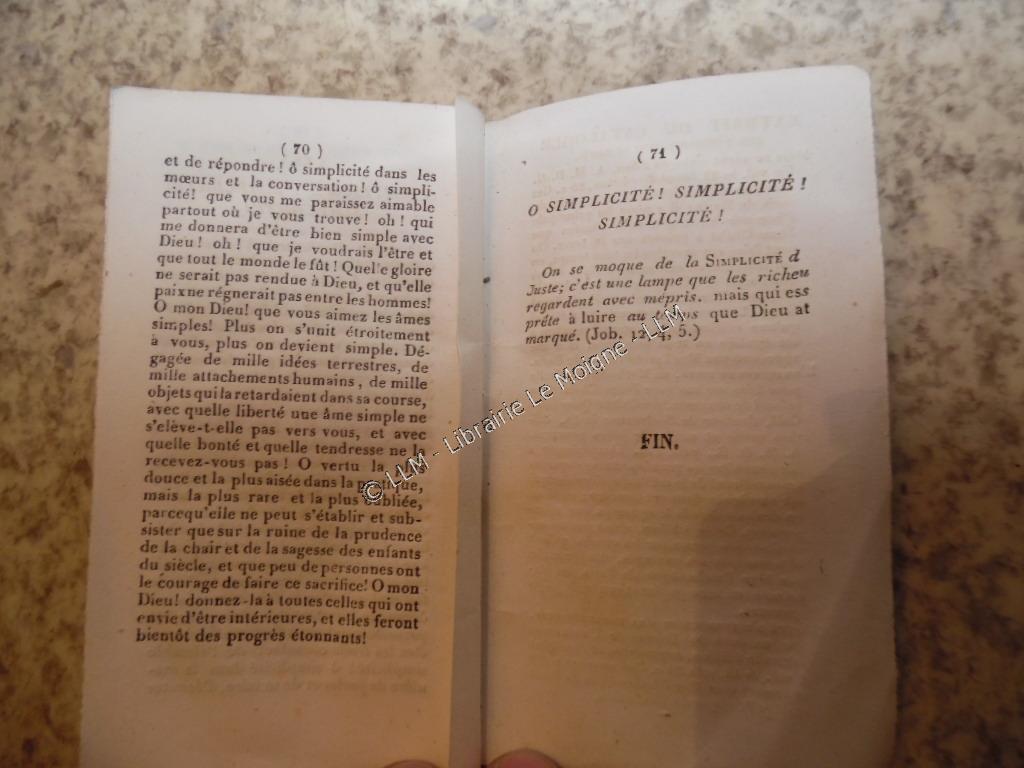 ( 70 )
et de répondre! ô simplicité dans les
mœurs et la conversation! ô simpli-
cité! que vous me paraissez aimable
partout où je vous trouve! oh! qui
me donnera d'être bien simple avec
Dieu! oh! que je voudrais l'être et
que tout le monde le fût! Quelle gloire
ne serait pas rendue à Dieu, et qu'elle
paix ne régnerait pas entre les hommes!
O mon Dieu! que vous aimez les âmes
simples! Plus on s'unit étroitement
à vous, plus on devient simple. Dé-
gagée de mille idées terrestres, de
mille attachements humains, de mille
objets qui la retardaient dans sa course,
avec quelle liberté une âme simple ne
s'elève-t-elle pas vers vous, et avec
quelle bonté et quelle tendresse ne la
recevez-vous pas! O vertu la
douce et la plus aisée dans la pratique,
mais la plus rare et la plus oubliée,
parcequ'elle ne peut s'établir et sub-
sister que sur la ruine de la prudence
de la chair et de la sagesse des enfants
du siècle, et que peu de personnes ont
le courage de faire ce sacrifice! O mon
Dieu! donnez-la à toutes celles qui ont
envie d'être intérieures, et elles feront
bientôt des progrès étonnants!
( 71 )
O SIMPLICITÉ! SIMPLICITÉ!
SIMPLICITÉ!
On se moque de la SIMPLICITÉ d
Juste; c'est une lampe que les richeu
regardent avec mépris. mais qui ess
prête à luire au temps que Dieu at
marqué. (Job. 12. 4, 5.)
FIN.
© LLM - Librairie Le Moigne - LLM